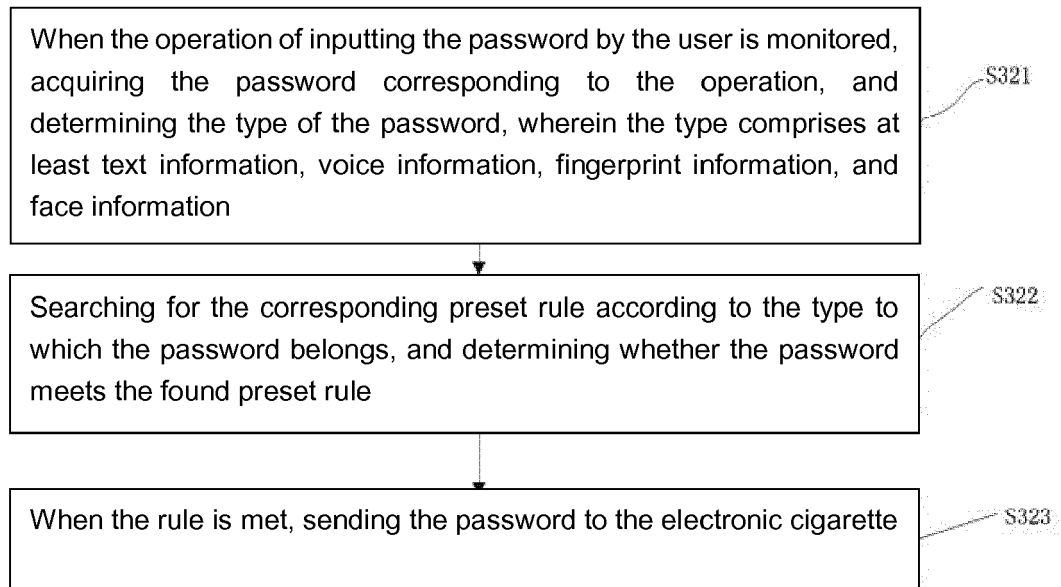 When the operation of inputting the password by the user is monitored,
acquiring the password corresponding to the operation, and
determining the type of the password, wherein the type comprises at
least text information, voice information, fingerprint information, and
face information
S321
Searching for the corresponding preset rule according to the type to
which the password belongs, and determining whether the password
meets the found preset rule
S322
When the rule is met, sending the password to the electronic cigarette
S323